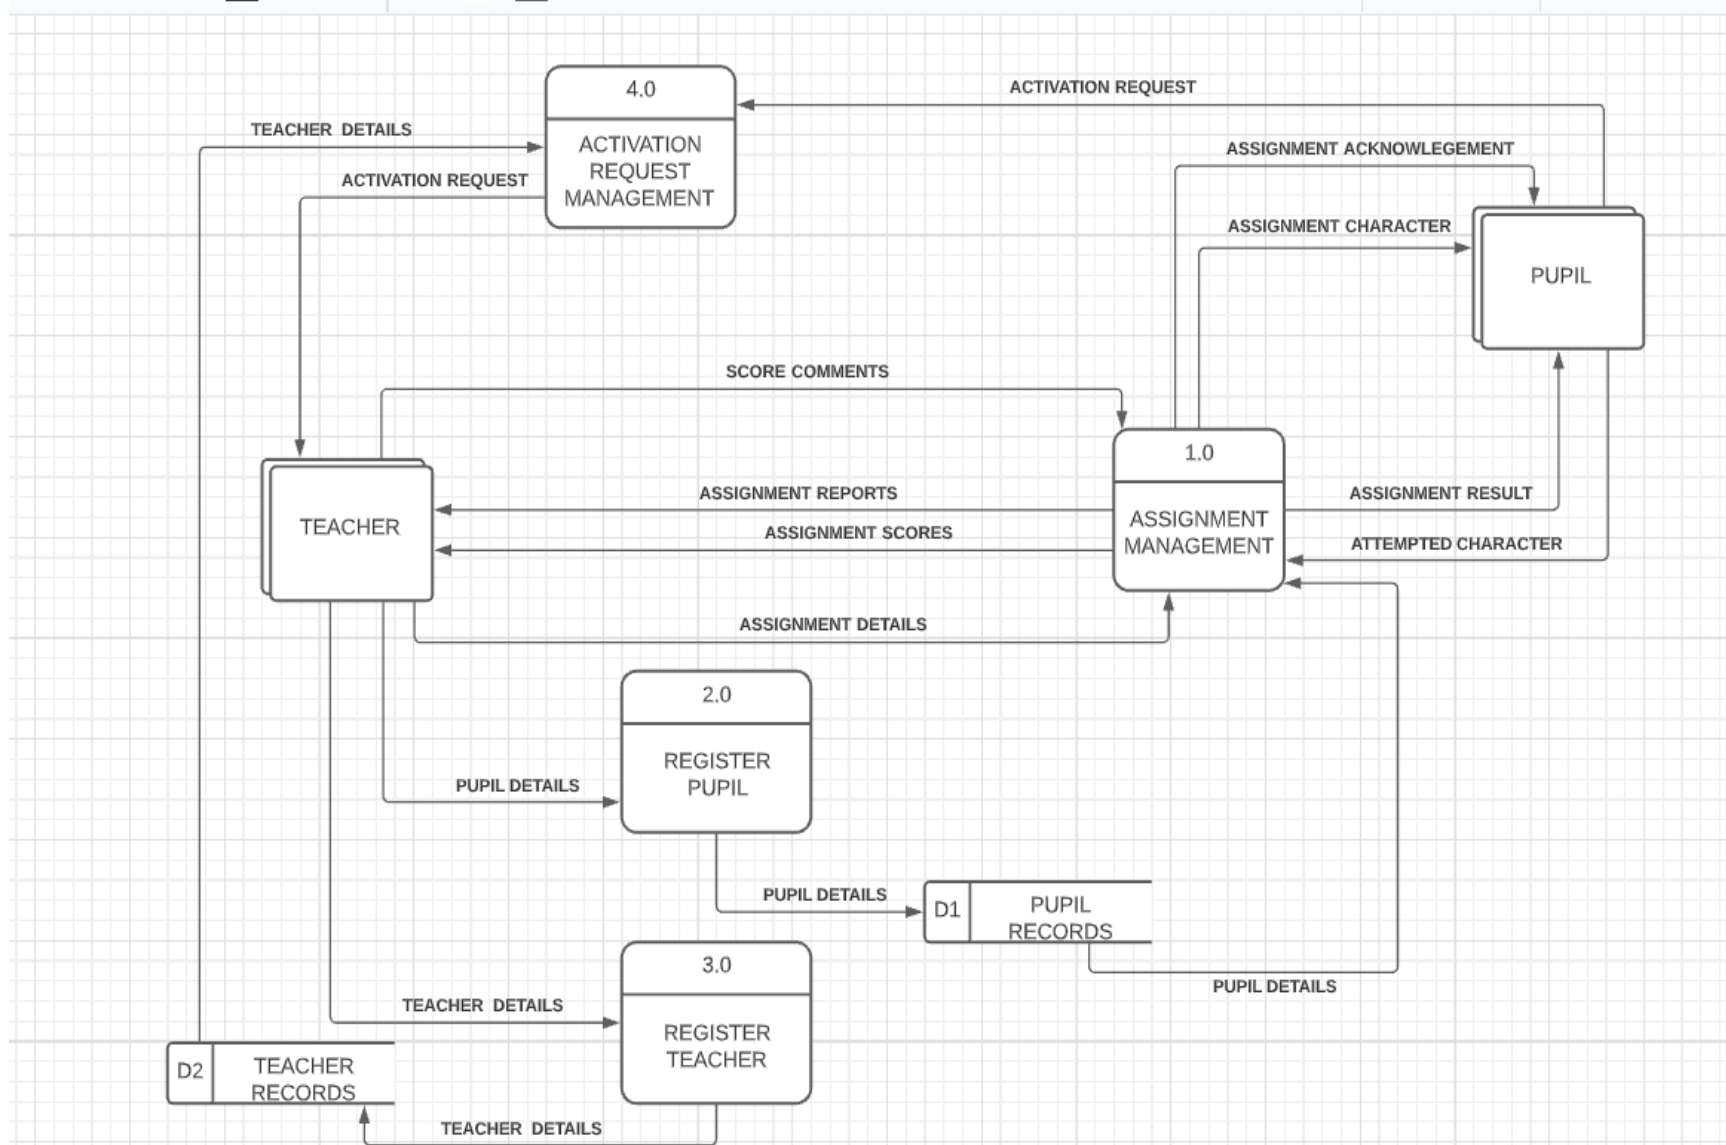 4.0
ACTIVATION REQUEST
TEACHER DETAILS
ACTIVATION
REQUEST
MANAGEMENT
ASSIGNMENT ACKNOWLEGEMENT
ACTIVATION REQUEST
ASSIGNMENT CHARACTER
PUPIL
SCORE COMMENTS
1.0
ASSIGNMENT REPORTS
ASSIGNMENT RESULT
TEACHER
ASSIGNMENT
MANAGEMENT
ASSIGNMENT SCORES
ATTEMPTED CHARACTER
ASSIGNMENT DETAILS
2.0
REGISTER
PUPIL
PUPIL DETAILS
PUPIL DETAILS
D1
PUPIL
RECORDS
3.0
PUPIL DETAILS
TEACHER DETAILS
REGISTER
TEACHER
D2
TEACHER
RECORDS
TEACHER DETAILS